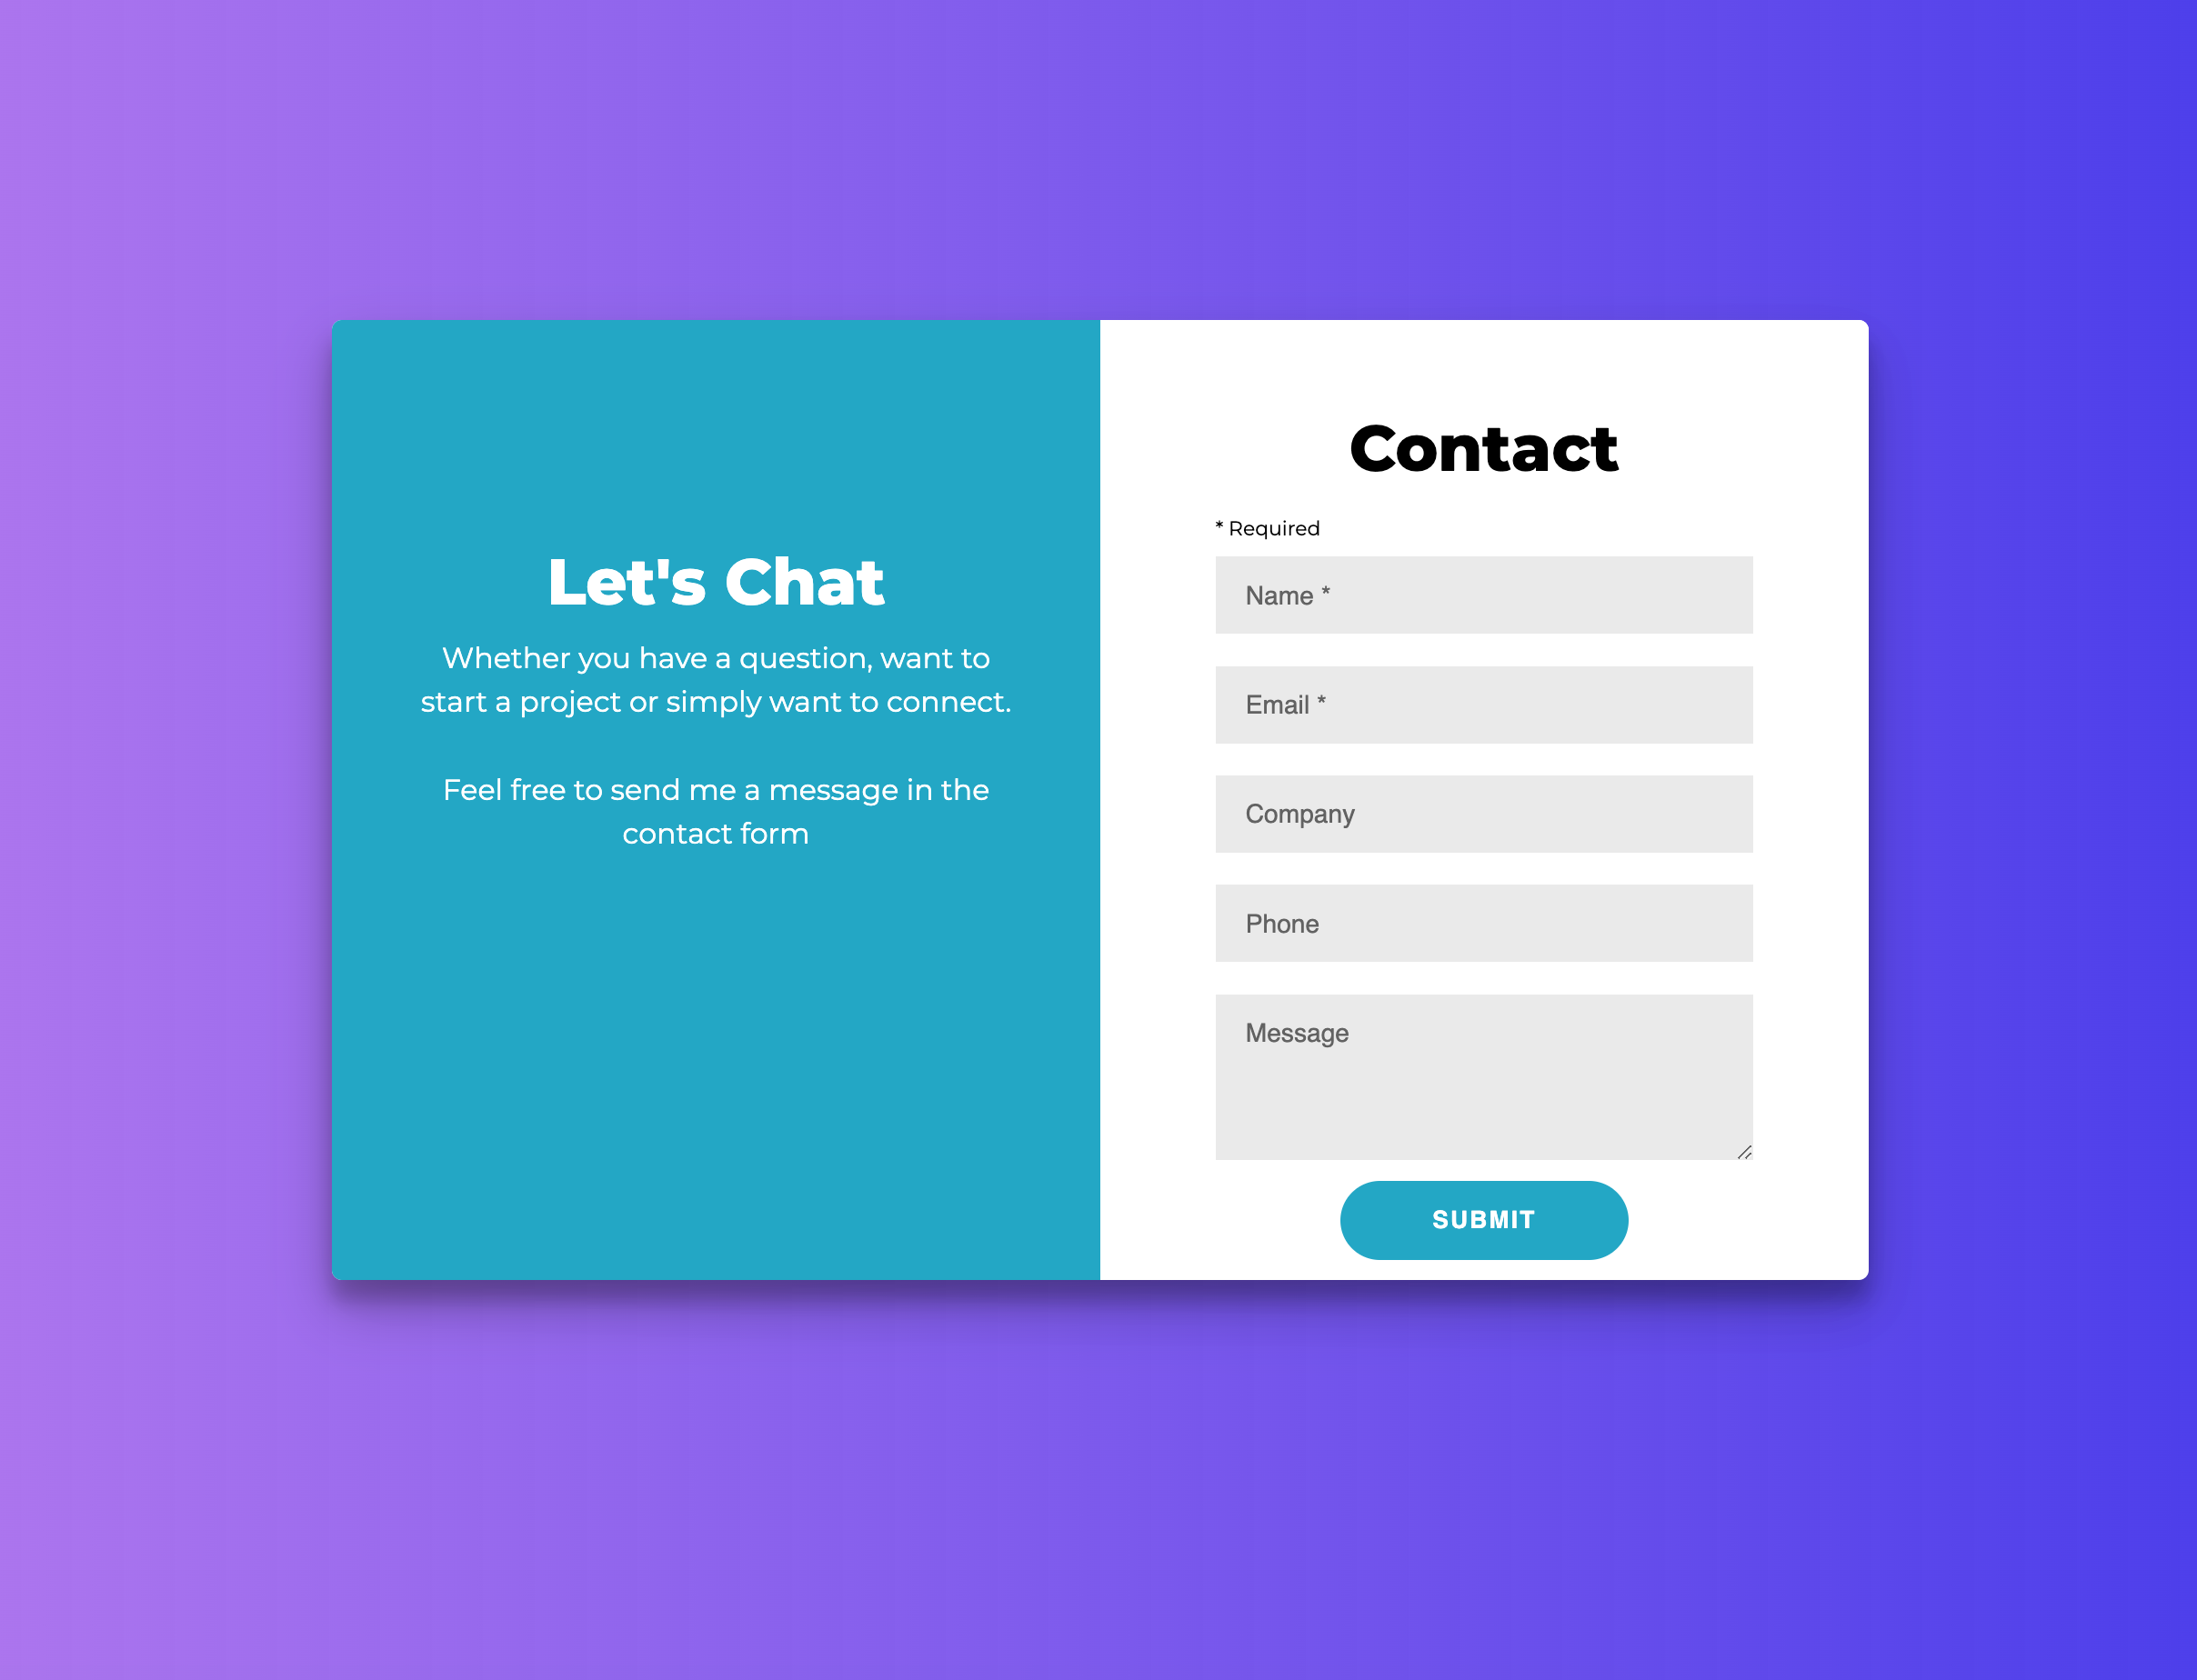 Let's Chat
Whether you have a question, want to
start a project or simply want to connect.
Feel free to send me a message in the
contact form
Contact
* Required
Name *
Email *
Company
Phone
Message
SUBMIT